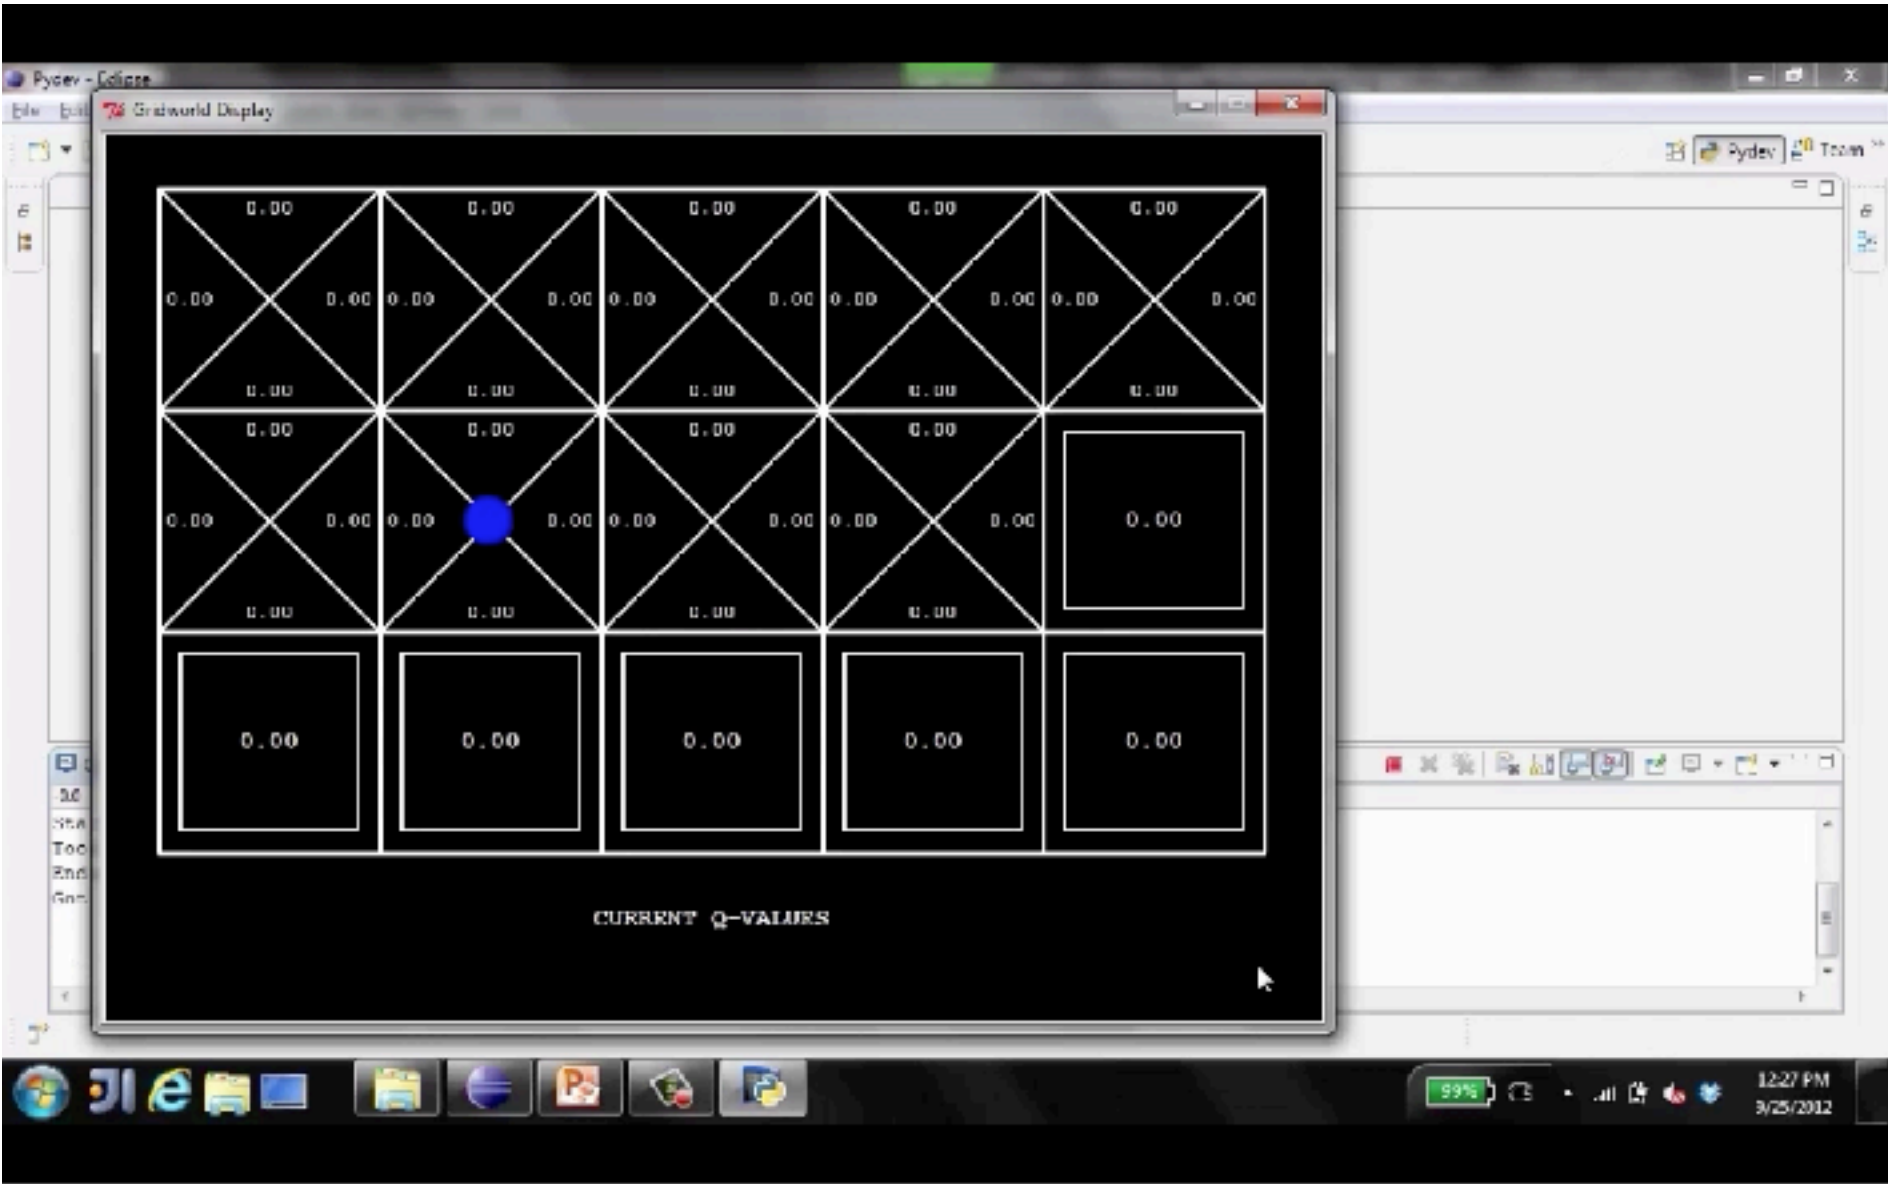 Pydev - Eclipse
File Edit
Gridworld Display
Pydev Team
0.00 0.00 0.00 0.00 0.00
0.00 0.00 0.00 0.00 0.00 0.00 0.00 0.00 0.00 0.00
0.00 0.00 0.00 0.00 0.00
0.00 0.00 0.00 0.00
0.00 0.00 0.00 0.00 0.00 0.00 0.00 0.00 0.00
0.00 0.00 0.00 0.00
0.00 0.00 0.00 0.00 0.00
CURRENT Q-VALUES
99%
12:27 PM
9/25/2012